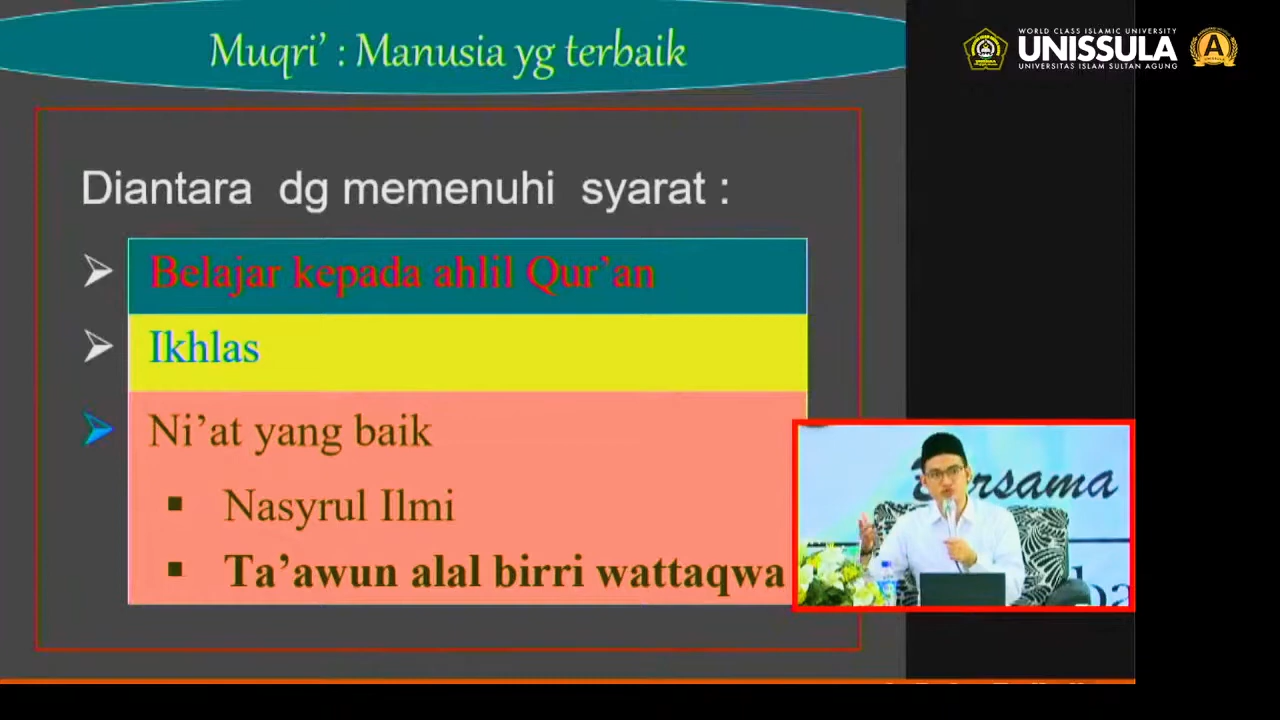 Muqri’ : Manusia yg terbaik
WORLD CLASS ISLAMIC UNIVERSITY
UNISSULA
UNIVERSITAS ISLAM SULTAN AGUNG
A
Diantara dg memenuhi syarat :
Belajar kepada ahlil Qur’an
Ikhlas
Ni’at yang baik
Nasyrul Ilmi
Ta’awun alal birri wattaqwa
Bersama